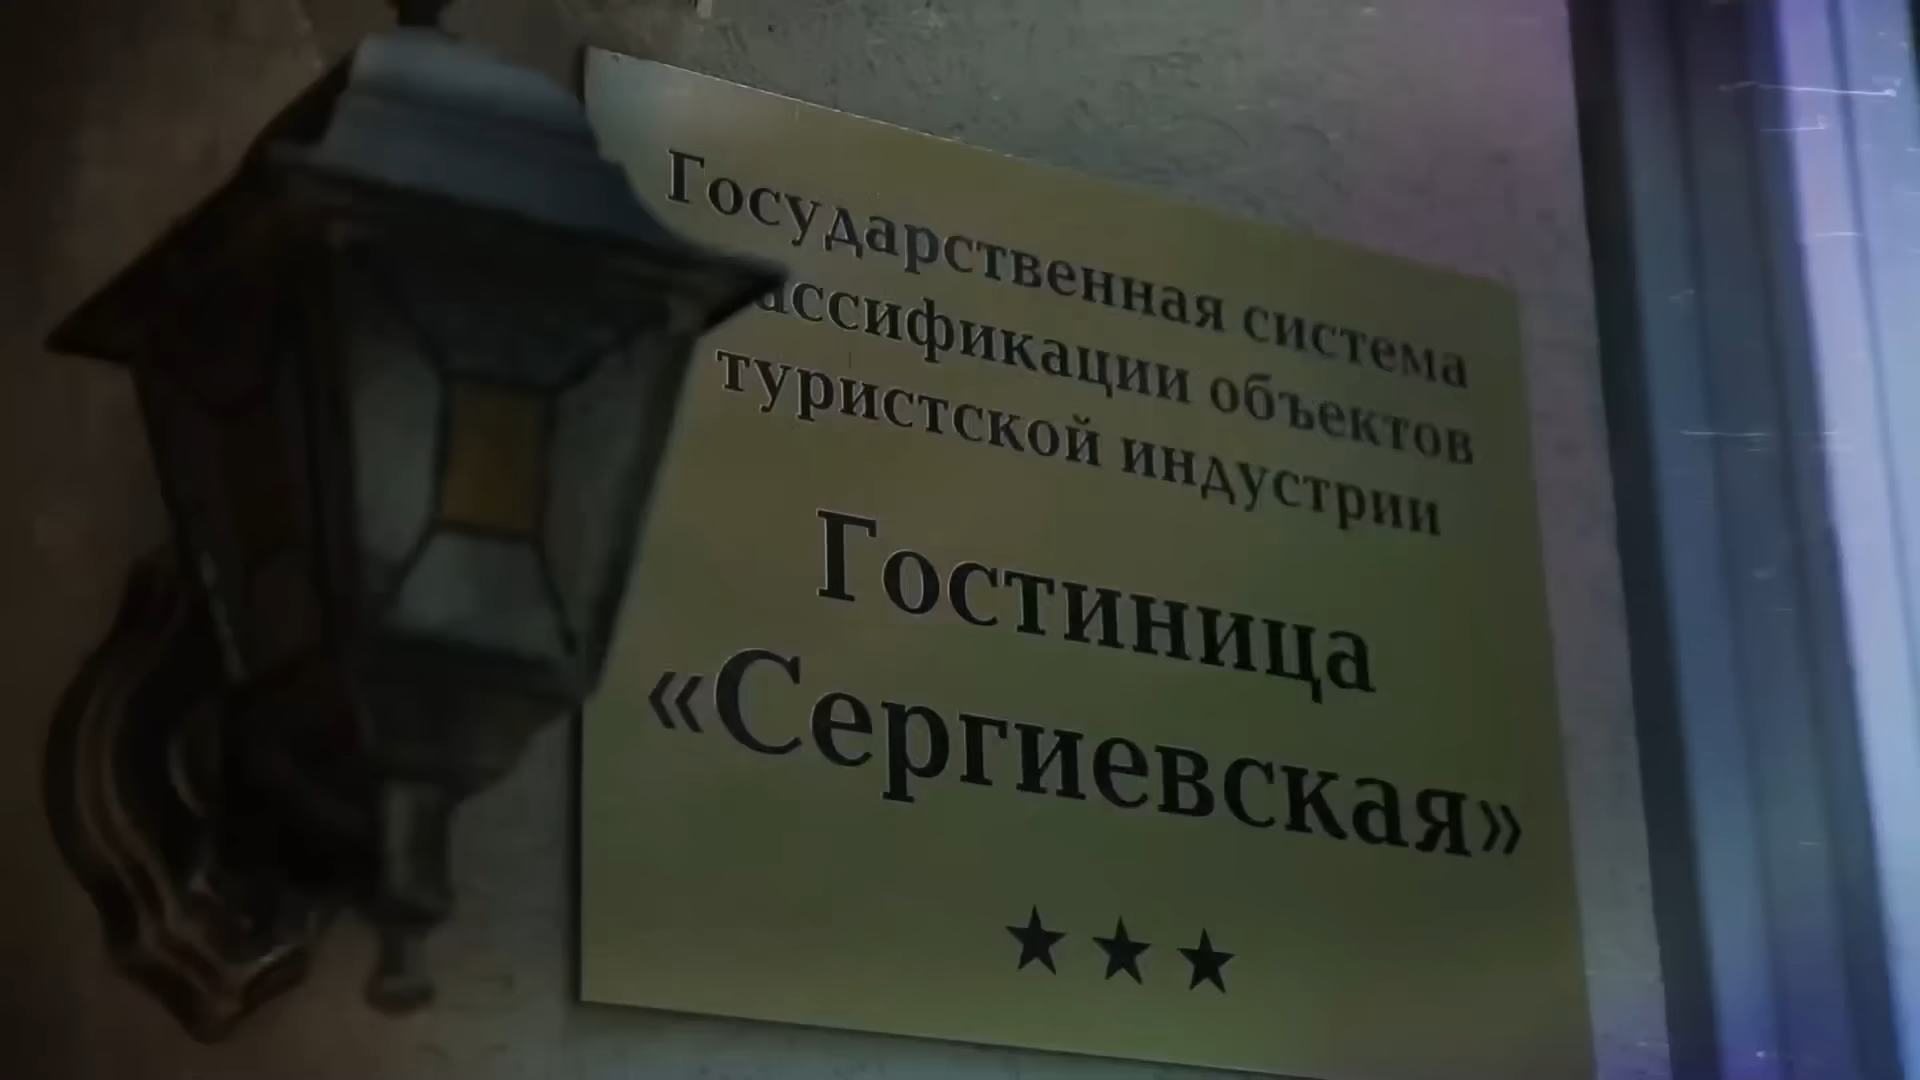 Государственная система
ассификации объектов
туристской индустрии
Гостиница
«Сергиевская»
★★★